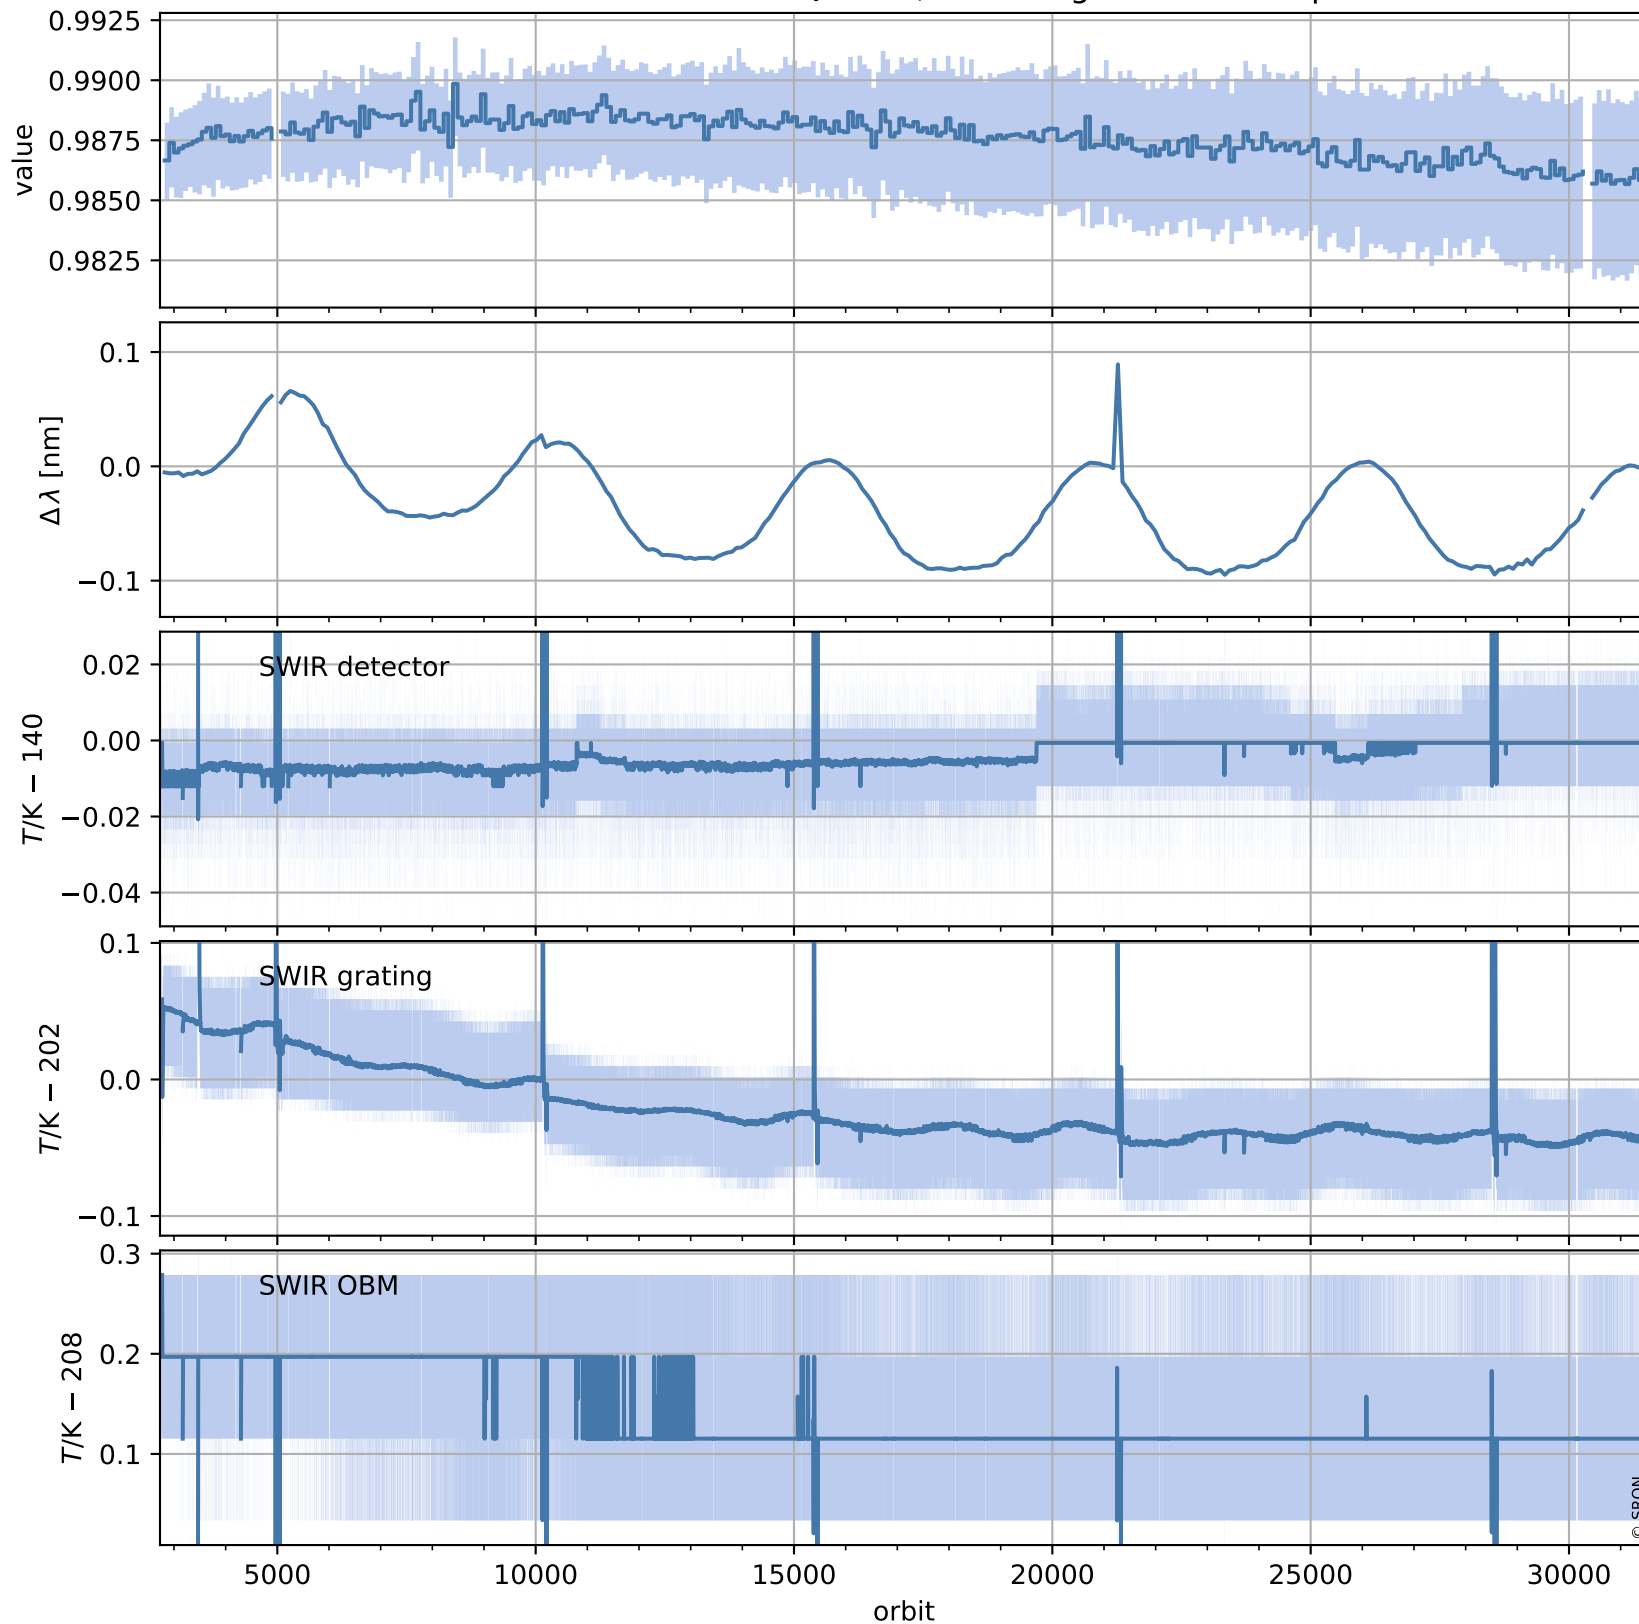 0.9925
0.9900
0.9875
0.9850
0.9825
value
0.1
0.0
−0.1
Δλ [nm]
SWIR detector
0.02
0.00
−0.02
−0.04
T/K − 140
SWIR grating
0.1
0.0
−0.1
T/K − 202
SWIR OBM
0.3
0.2
0.1
T/K − 208
© SRON
5000 10000 15000 20000 25000 30000
orbit